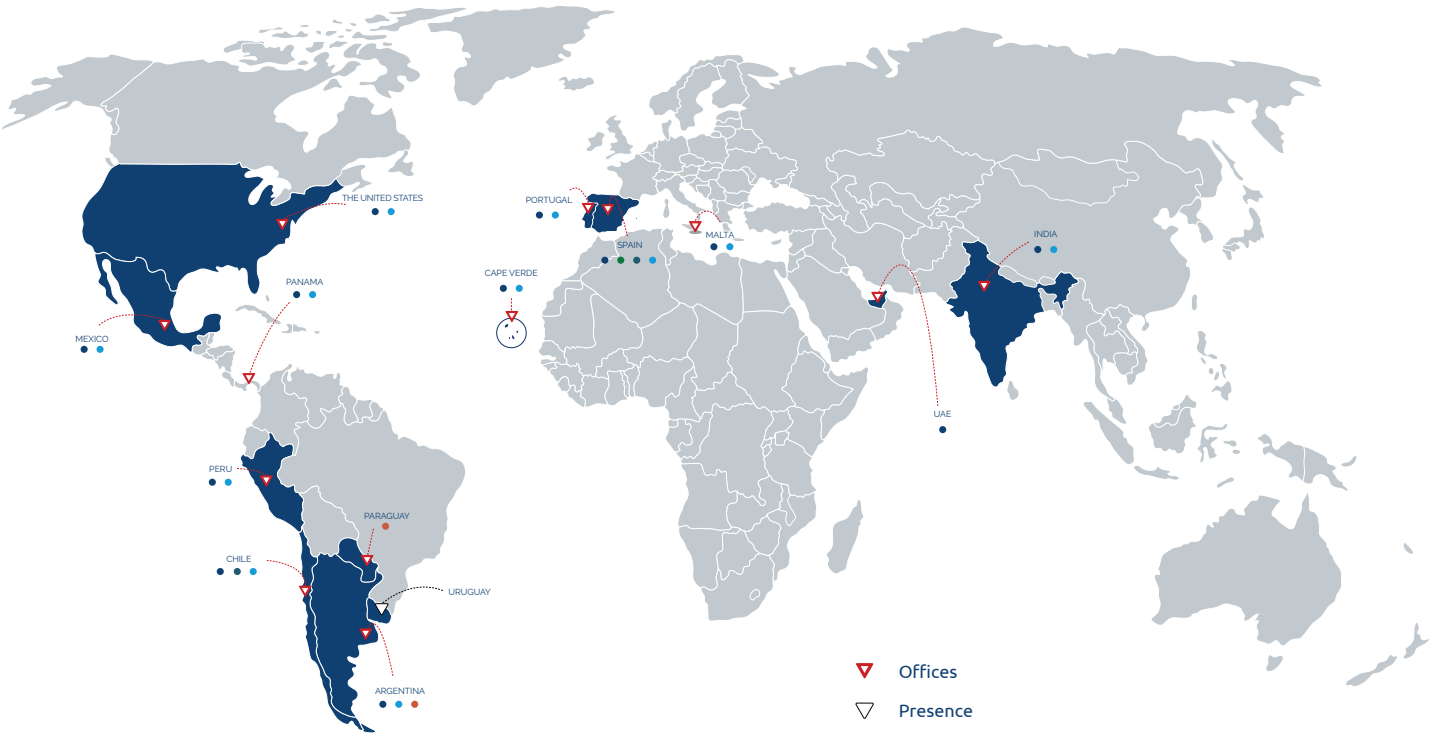 THE UNITED STATES
PORTUGAL
MALTA
INDIA
SPAIN
CAPE VERDE
PANAMA
MEXICO
UAE
PERU
PARAGUAY
CHILE
URUGUAY
ARGENTINA
Offices
Presence